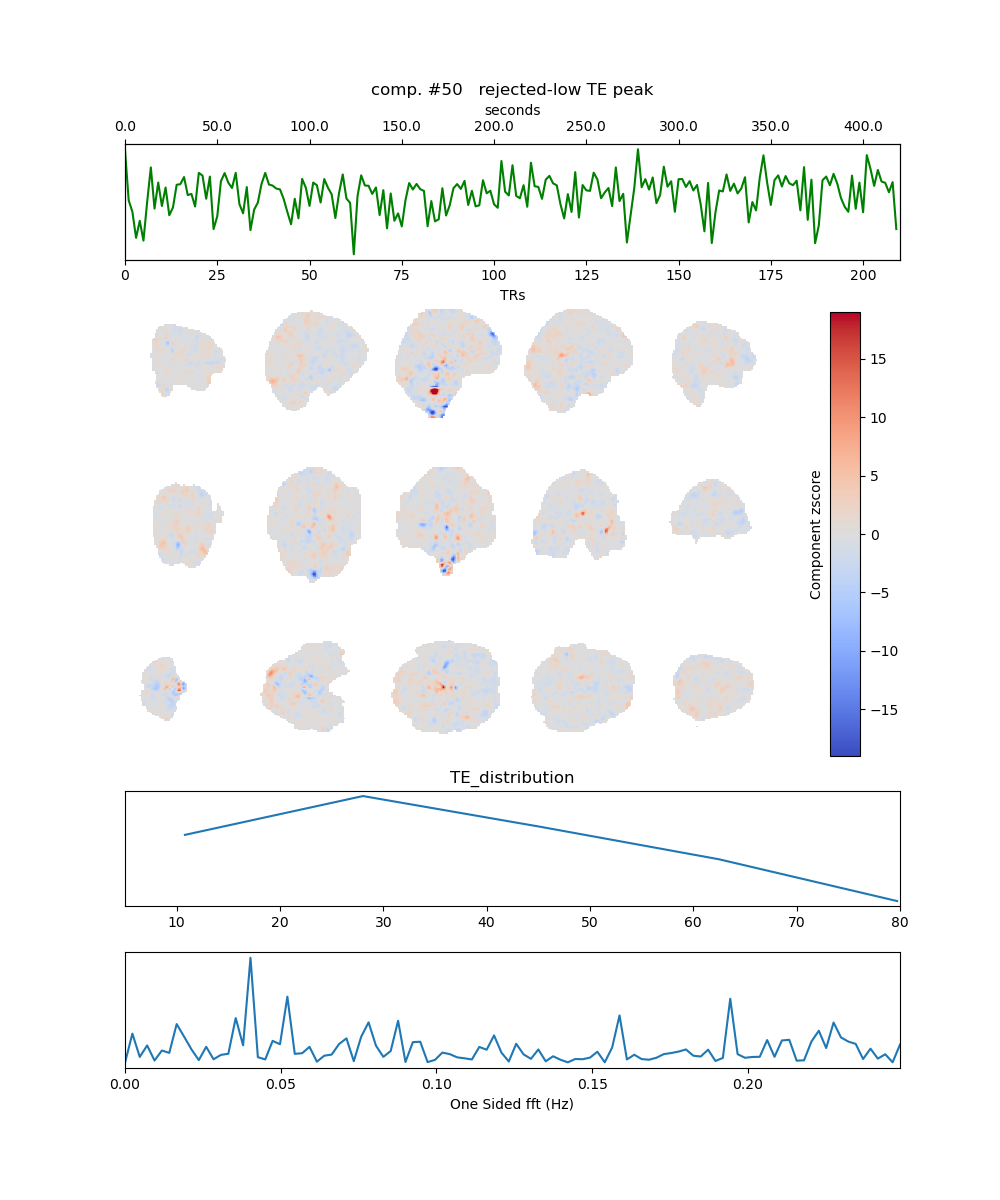 comp. #50   rejected-low TE peak
seconds
0.0 50.0 100.0 150.0 200.0 250.0 300.0 350.0 400.0
0 25 50 75 100 125 150 175 200
TRs
15
10
5
0
−5
−10
−15
Component zscore
TE_distribution
10 20 30 40 50 60 70 80
0.00 0.05 0.10 0.15 0.20
One Sided fft (Hz)